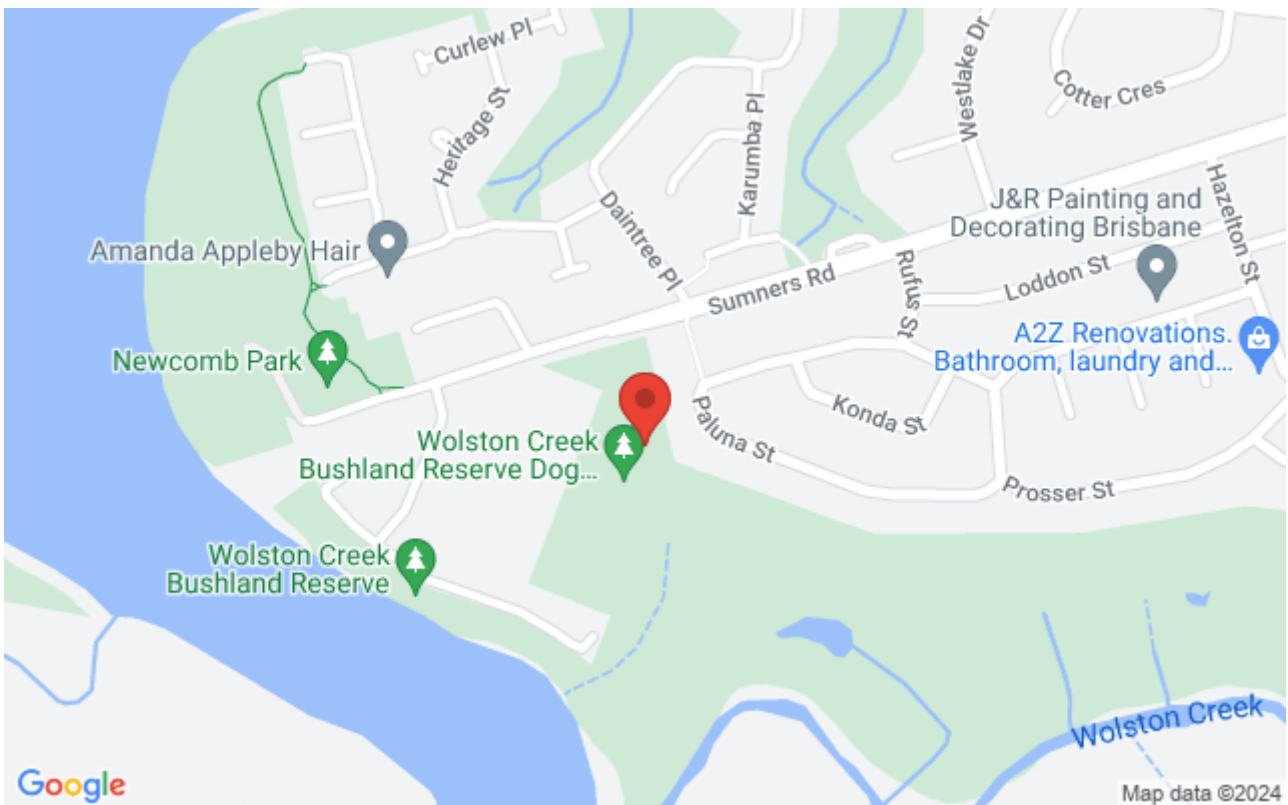 Curlew Pl
Heritage St
Westlake Dr
Cotter Cres
Karumba Pl
Daintree Pl
J&R Painting and
Decorating Brisbane
Hazelton St
Amanda Appleby Hair
Sumners Rd
Rufus St
Loddon St
Newcomb Park
A2Z Renovations.
Bathroom, laundry and...
Konda St
Paluna St
Wolston Creek
Bushland Reserve Dog...
Prosser St
Wolston Creek
Bushland Reserve
Wolston Creek
Google
Map data ©2024